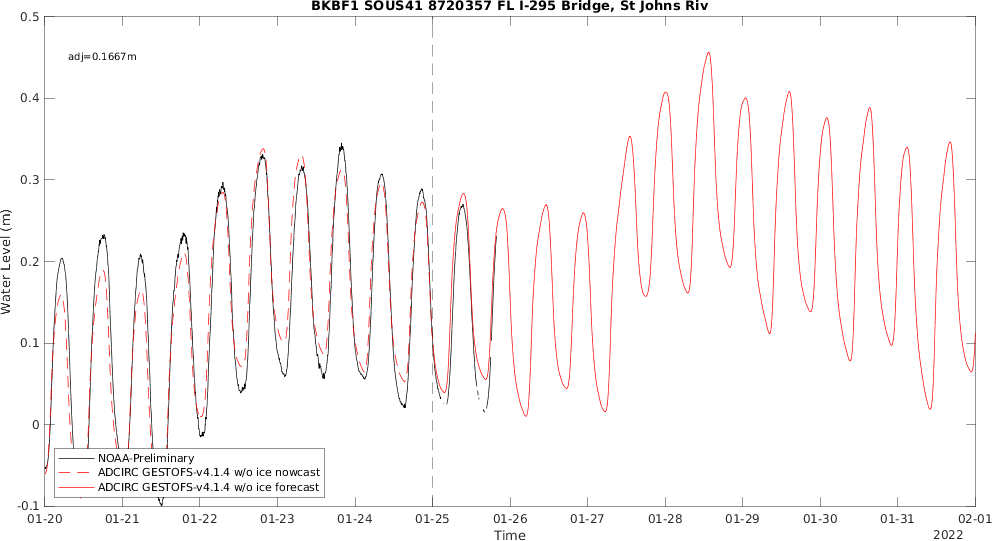 BKBF1 SOUS41 8720357 FL I-295 Bridge, St Johns Riv
adj=0.1667m
0.5
0.4
0.3
0.2
0.1
0
-0.1
Water Level (m)
NOAA-Preliminary
ADCIRC GESTOFS-v4.1.4 w/o ice nowcast
ADCIRC GESTOFS-v4.1.4 w/o ice forecast
01-20 01-21 01-22 01-23 01-24 01-25 01-26 01-27 01-28 01-29 01-30 01-31 02-01
Time
2022